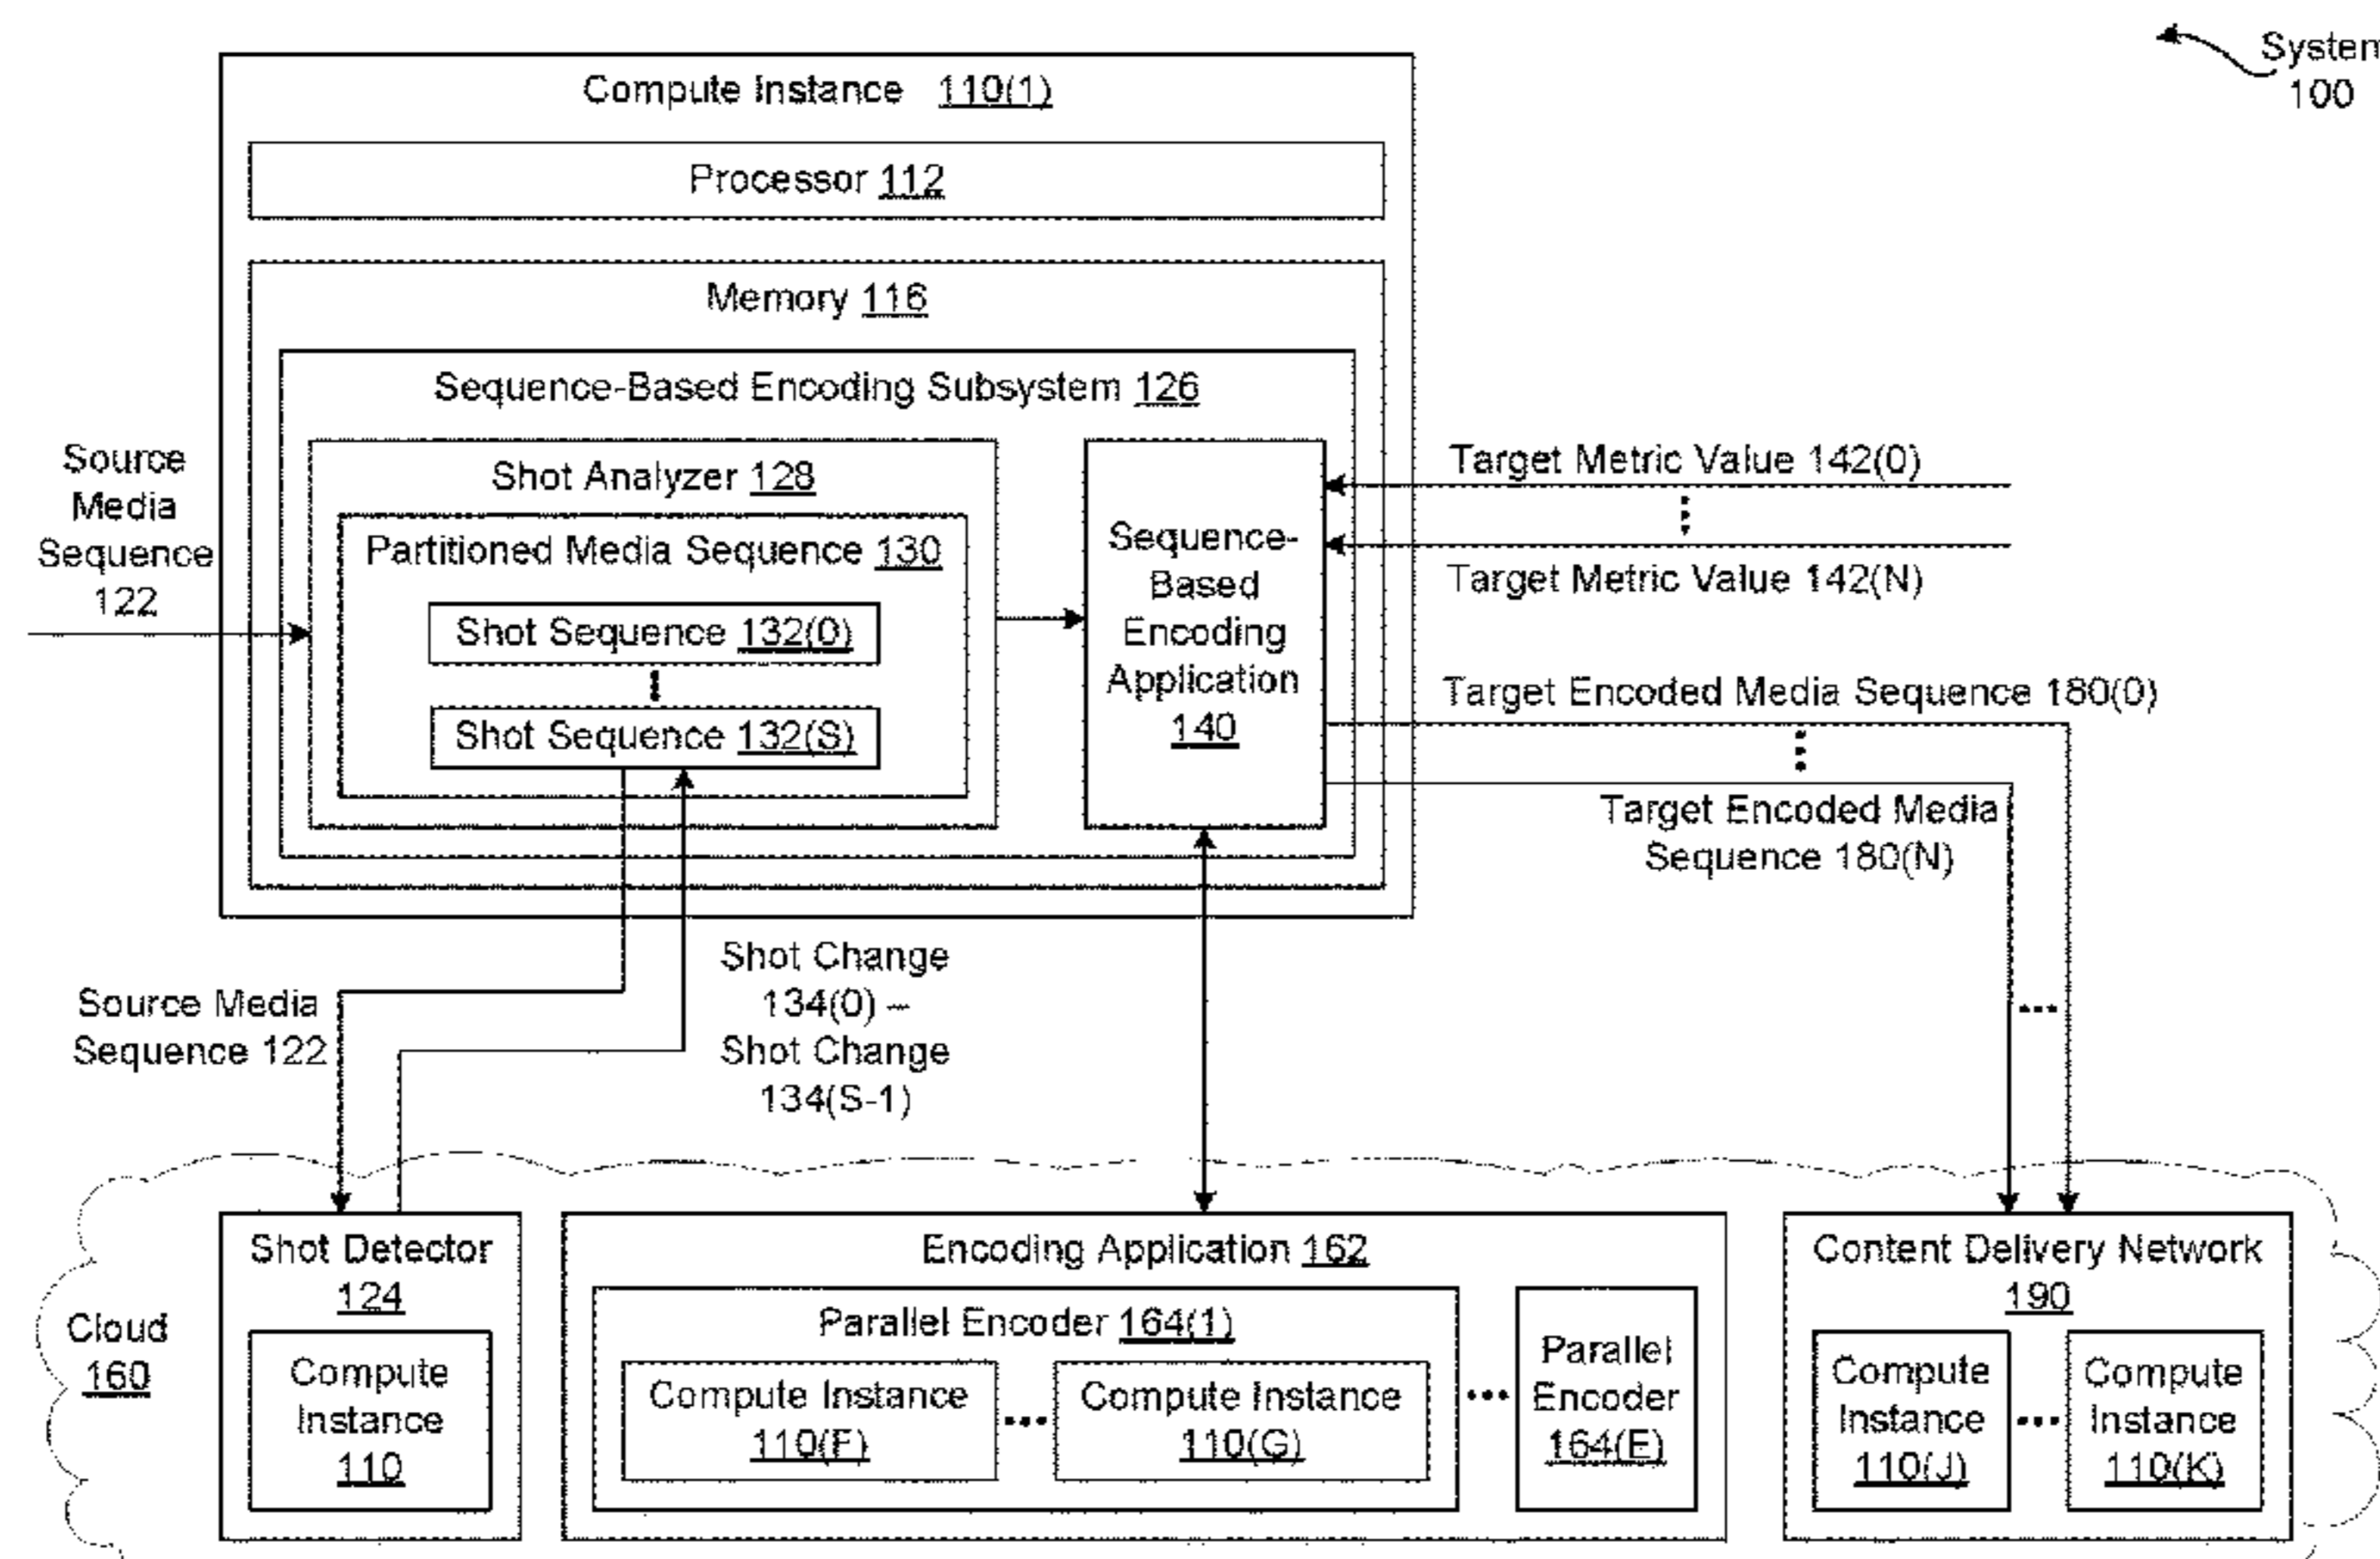 System
100
Compute Instance 110(1)
Processor 112
Memory 116
Sequence-Based Encoding Subsystem 126
Source
Media
Sequence
122
Shot Analyzer 128
Partitioned Media Sequence 130
Shot Sequence 132(0)
Shot Sequence 132(S)
Sequence-
Based
Encoding
Application
140
Target Metric Value 142(0)
Target Metric Value 142(N)
Target Encoded Media Sequence 180(0)
Target Encoded Media
Sequence 180(N)
Source Media
Sequence 122
Shot Change
134(0) –
Shot Change
134(S-1)
Cloud
160
Shot Detector
124
Compute
Instance
110
Encoding Application 162
Parallel Encoder 164(1)
Compute Instance
110(F)
Compute Instance
110(G)
Parallel
Encoder
164(E)
Content Delivery Network
190
Compute
Instance
110(J)
Compute
Instance
110(K)